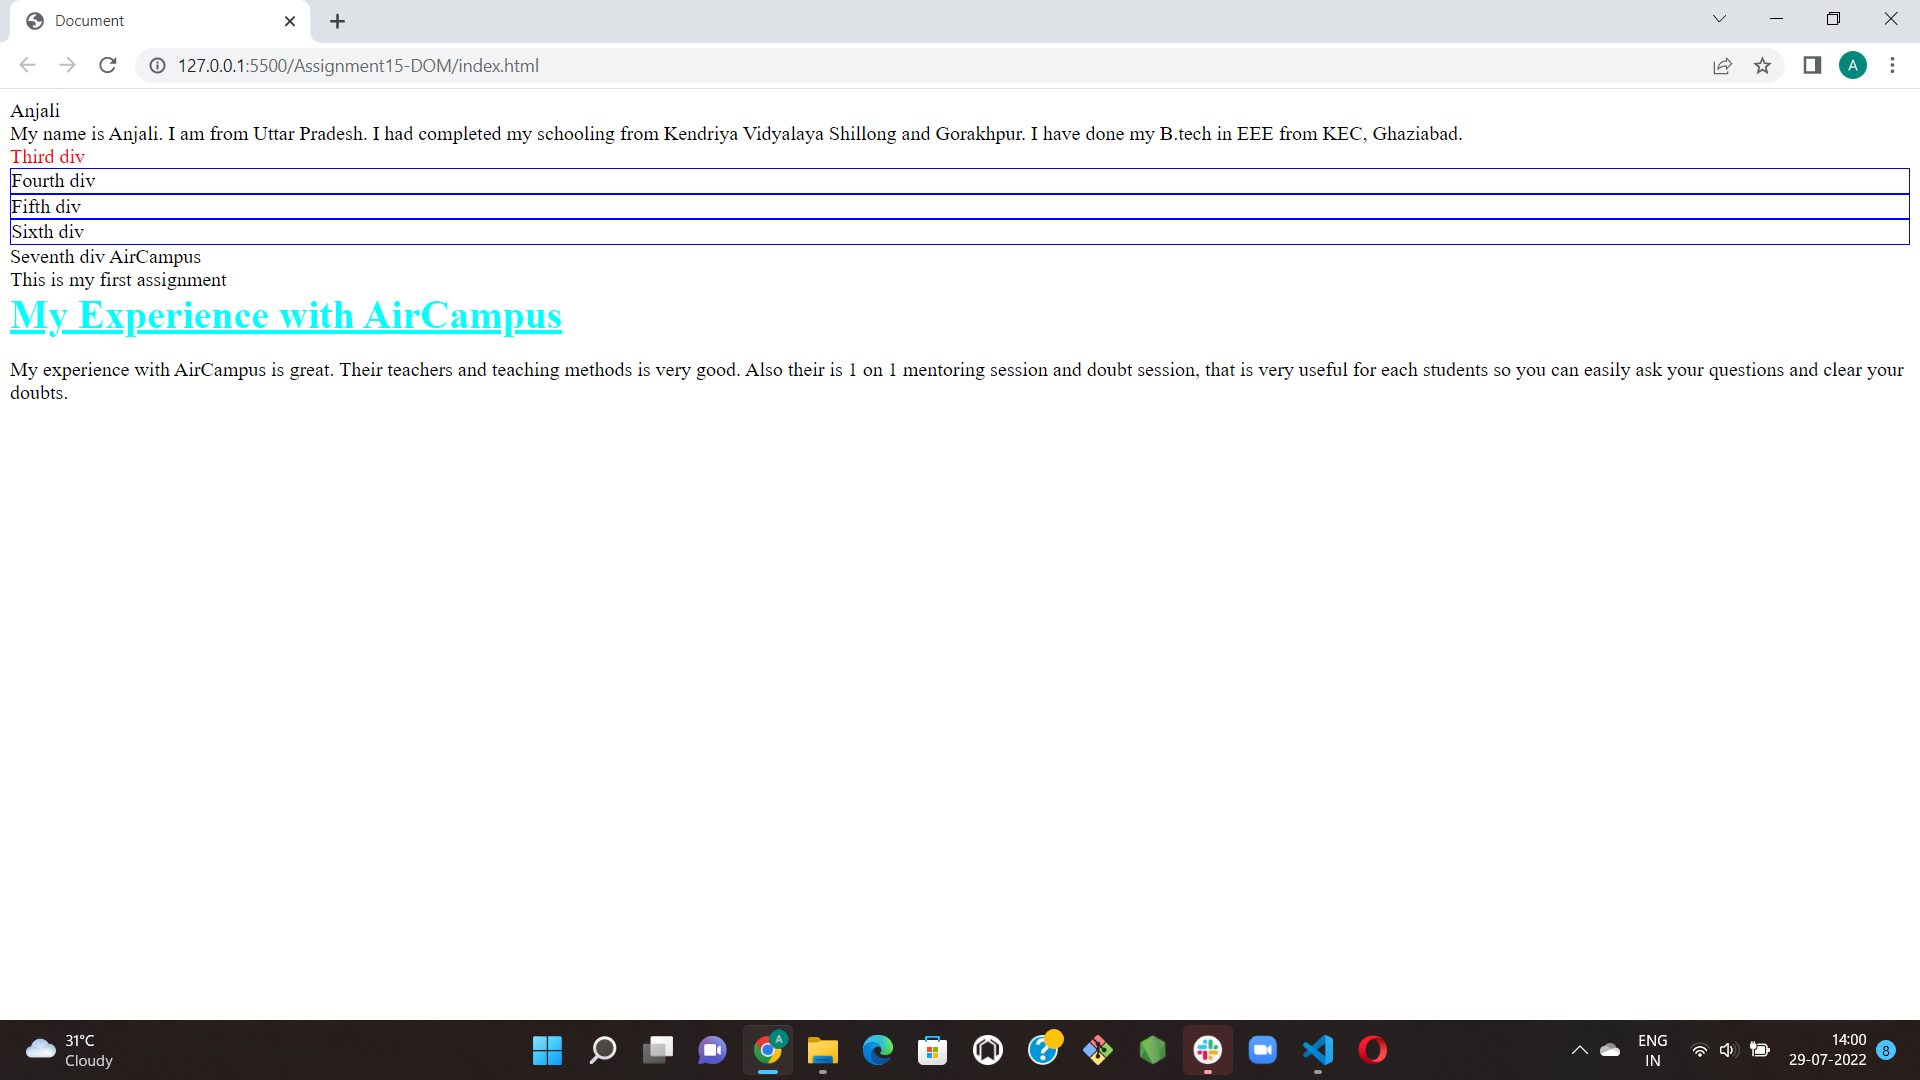 Document
127.0.0.1:5500/Assignment15-DOM/index.html
A
Anjali
My name is Anjali. I am from Uttar Pradesh. I had completed my schooling from Kendriya Vidyalaya Shillong and Gorakhpur. I have done my B.tech in EEE from KEC, Ghaziabad.
Third div
Fourth div
Fifth div
Sixth div
Seventh div AirCampus
This is my first assignment
My Experience with AirCampus
My experience with AirCampus is great. Their teachers and teaching methods is very good. Also their is 1 on 1 mentoring session and doubt session, that is very useful for each students so you can easily ask your questions and clear your
doubts.
31°C
Cloudy
A
ENG
IN
14:00
29-07-2022
8